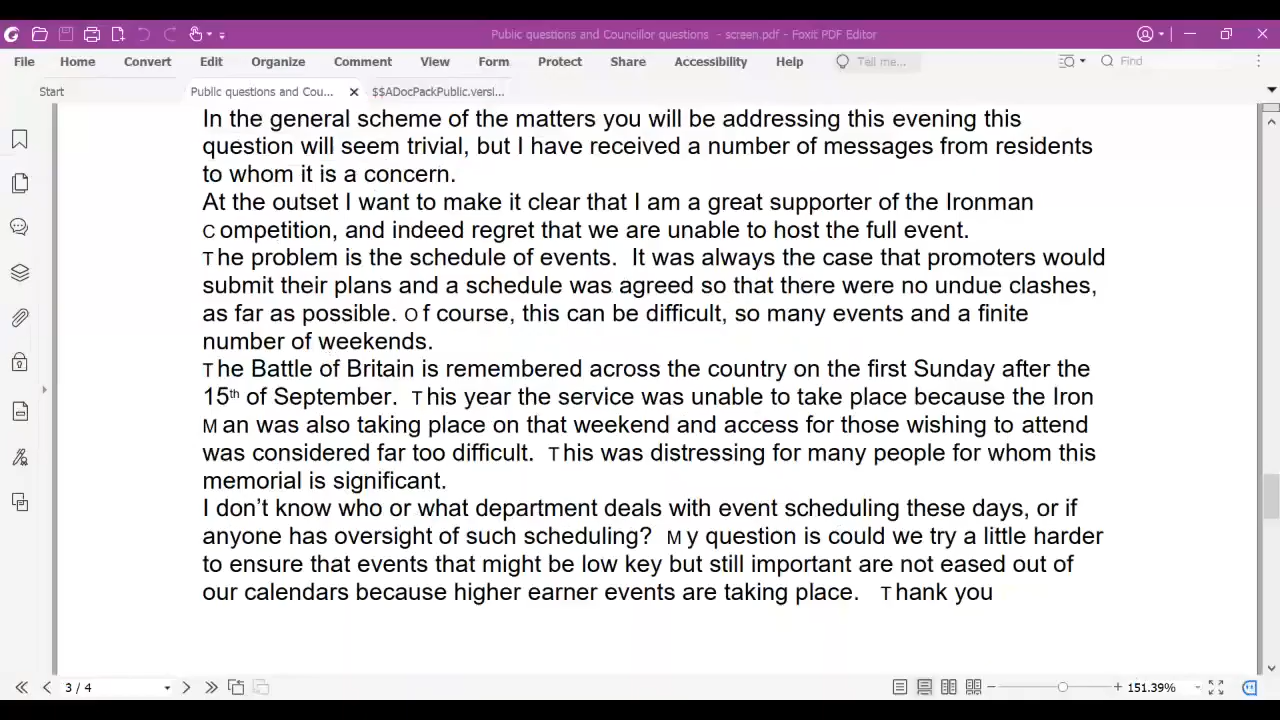 Public questions and Councillor questions - screen.pdf - Foxit PDF Editor
File Home Convert Edit Organize Comment View Form Protect Share Accessibility Help Tell me... Find
Start Public questions and Cou... $$ADocPackPublic.versi...
In the general scheme of the matters you will be addressing this evening this
question will seem trivial, but I have received a number of messages from residents
to whom it is a concern.
At the outset I want to make it clear that I am a great supporter of the Ironman
Competition, and indeed regret that we are unable to host the full event.
The problem is the schedule of events. It was always the case that promoters would
submit their plans and a schedule was agreed so that there were no undue clashes,
as far as possible. Of course, this can be difficult, so many events and a finite
number of weekends.
The Battle of Britain is remembered across the country on the first Sunday after the
15th of September. This year the service was unable to take place because the Iron
Man was also taking place on that weekend and access for those wishing to attend
was considered far too difficult. This was distressing for many people for whom this
memorial is significant.
I don't know who or what department deals with event scheduling these days, or if
anyone has oversight of such scheduling? My question is could we try a little harder
to ensure that events that might be low key but still important are not eased out of
our calendars because higher earner events are taking place. Thank you
3 / 4 151.39%